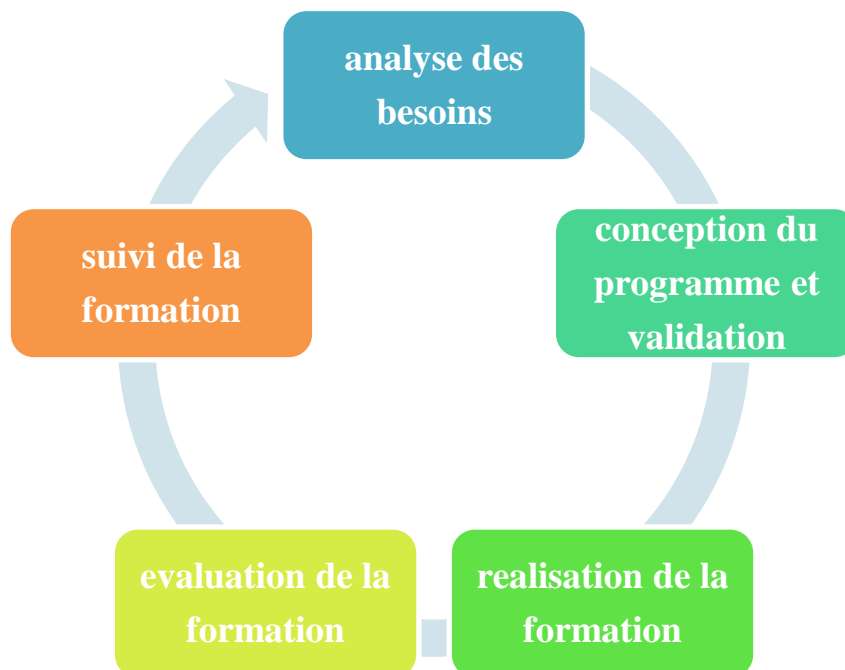 analyse des
besoins
conception du
programme et
validation
realisation de la
formation
evaluation de la
formation
suivi de la
formation